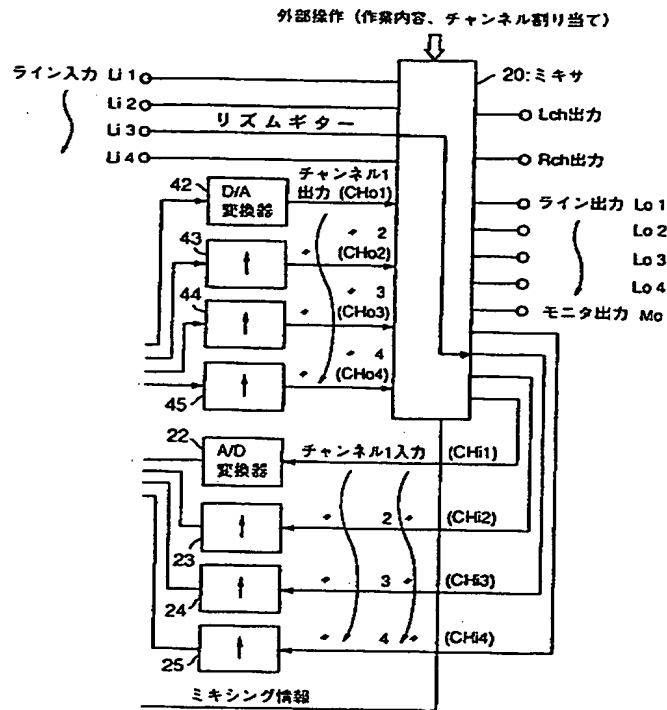 外部操作(作業内容、チャンネル割り当て)
20:ミキサ
ライン入力 Li 1
Li 2
リズムギター
Li 3
Li 4
Lch出力
Rch出力
ライン出力 Lo 1
Lo 2
Lo 3
Lo 4
モニタ出力 Mo
42
D/A
変換器
チャンネル1
出力 (CHo1)
43
〃 2
〃 (CHo2)
44
〃 3
〃 (CHo3)
45
〃 4
〃 (CHo4)
22
A/D
変換器
チャンネル1入力 (CHi1)
23
〃 2 〃 (CHi2)
24
〃 3 〃 (CHi3)
25
〃 4 〃 (CHi4)
ミキシング情報